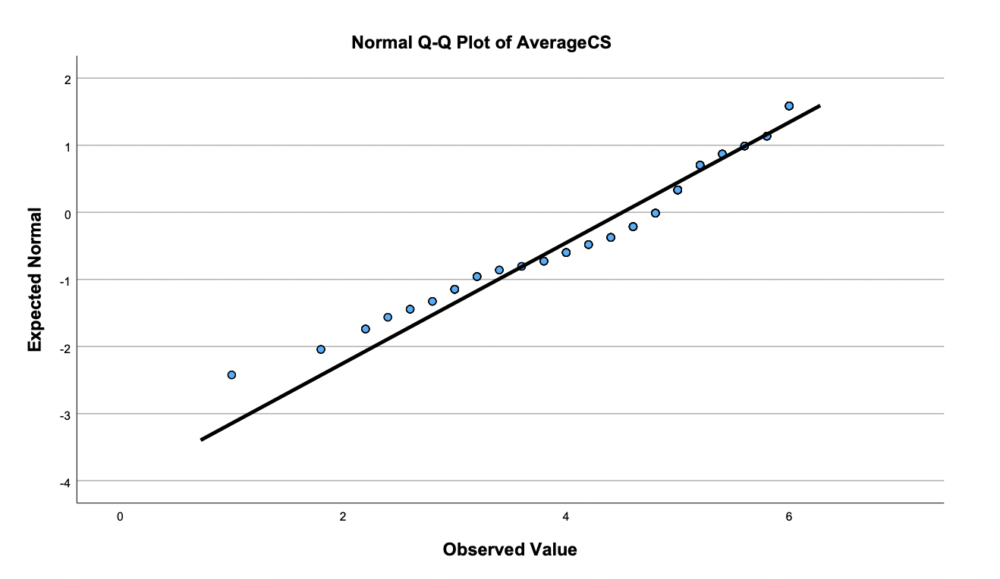 Normal Q-Q Plot of AverageCS
2
1
0
-1
-2
-3
-4
Expected Normal
0 2 4 6
Observed Value